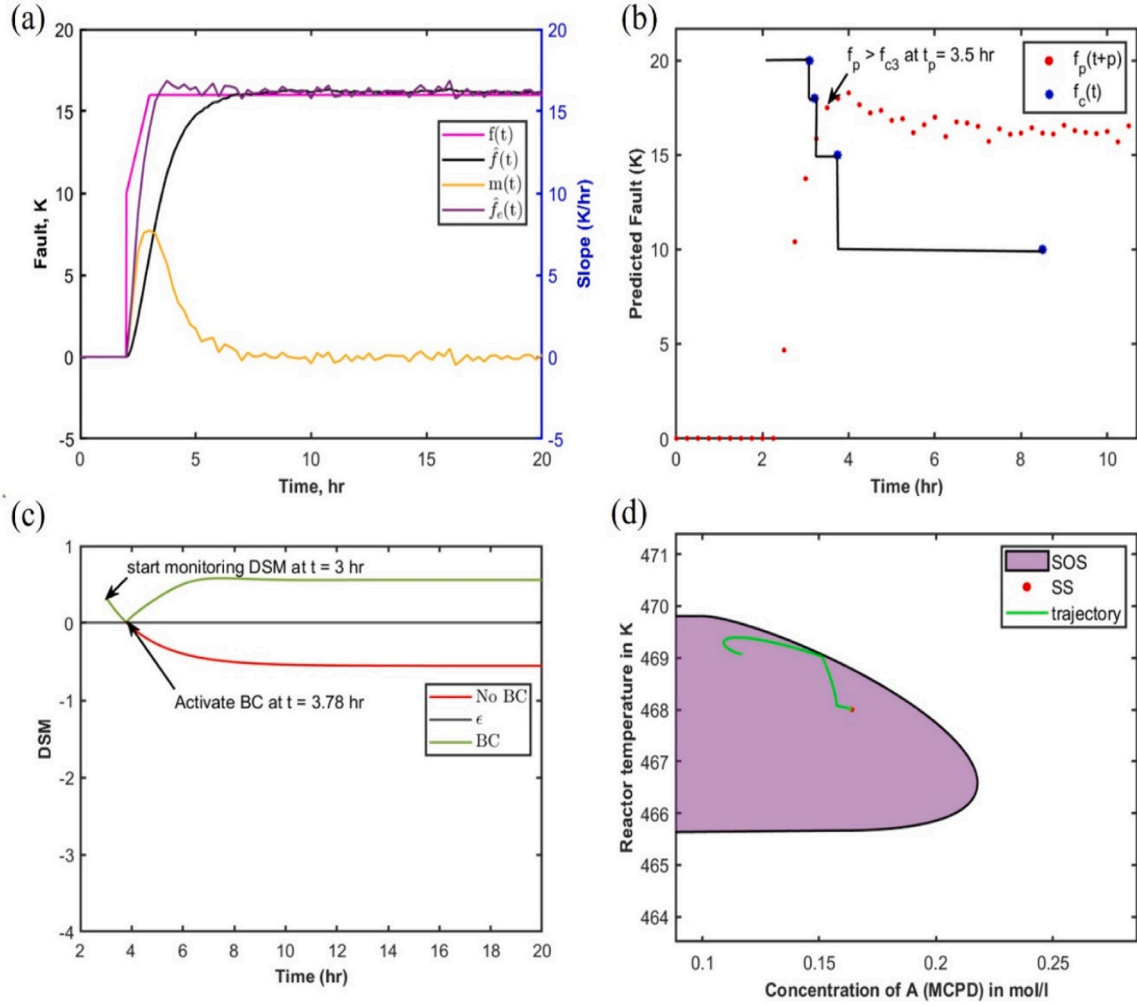 (a)
20
15
10
5
0
-5
Fault, K
f(t)
f̂(t)
m(t)
f̂e(t)
20
15
10
5
0
-5
Slope (K/hr)
0 5 10 15 20
Time, hr
(b)
20
15
10
5
0
Predicted Fault (K)
fp > fc3 at tp = 3.5 hr
fp(t+p)
fc(t)
0 2 4 6 8 10
Time (hr)
(c)
1
0
-1
-2
-3
-4
DSM
start monitoring DSM at t = 3 hr
Activate BC at t = 3.78 hr
No BC
ϵ
BC
2 4 6 8 10 12 14 16 18 20
Time (hr)
(d)
471
470
469
468
467
466
465
464
Reactor temperature in K
SOS
SS
trajectory
0.1 0.15 0.2 0.25
Concentration of A (MCPD) in mol/l